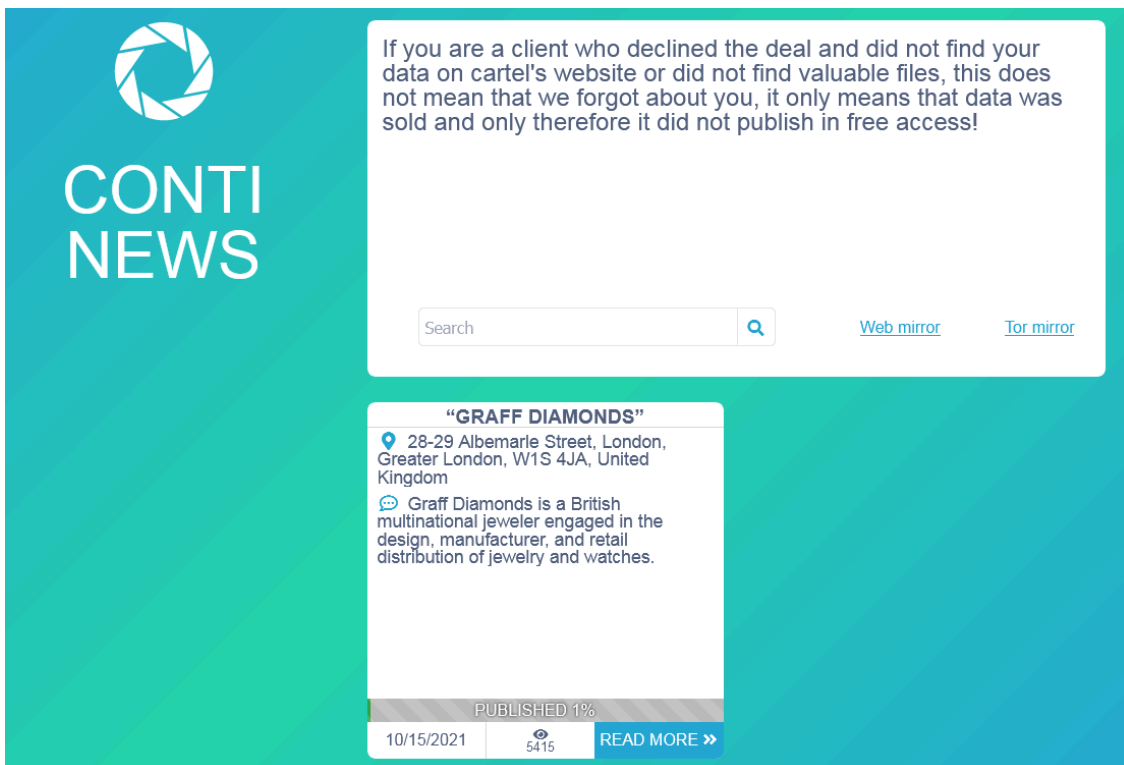 CONTI
NEWS
If you are a client who declined the deal and did not find your
data on cartel's website or did not find valuable files, this does
not mean that we forgot about you, it only means that data was
sold and only therefore it did not publish in free access!
Search
Web mirror
Tor mirror
“GRAFF DIAMONDS”
28-29 Albemarle Street, London,
Greater London, W1S 4JA, United
Kingdom
Graff Diamonds is a British
multinational jeweler engaged in the
design, manufacturer, and retail
distribution of jewelry and watches.
PUBLISHED 1%
10/15/2021
5415
READ MORE »